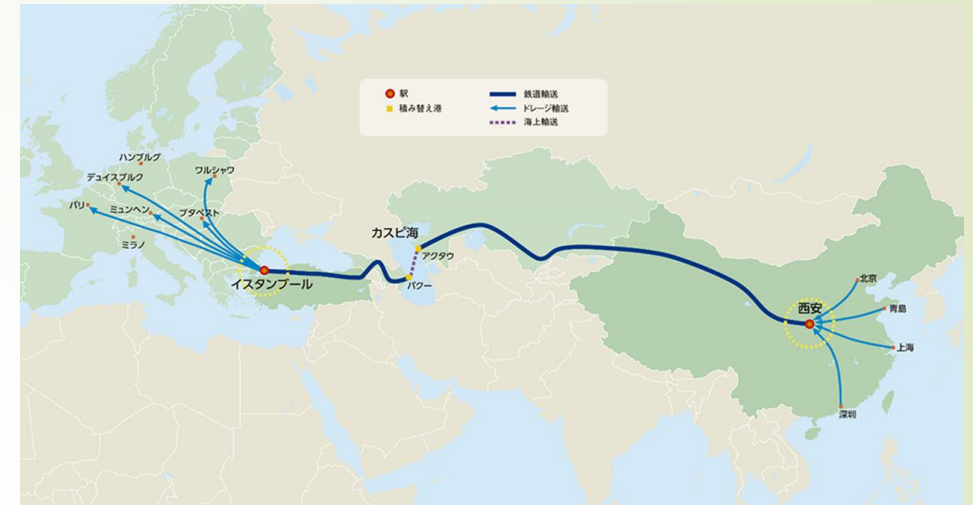 駅
積み替え港
鉄道輸送
ドレージ輸送
海上輸送
ハンブルグ
デュイスブルク
ワルシャワ
パリ
ミュンヘン
ブタペスト
ミラノ
イスタンブール
カスピ海
アクタウ
バクー
西安
北京
青島
上海
深圳